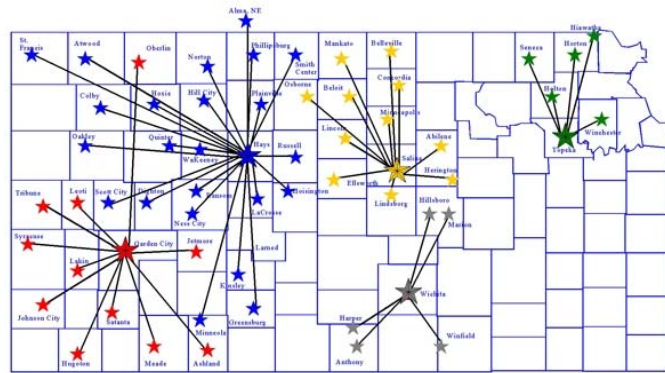 Alma, NE
Hiawatha
St.
Francis
Atwood
Oberlin
Norton
Phillipsburg
Smith
Center
Mankato
Belleville
Seneca
Horton
Colby
Hoxie
Hill City
Plainville
Osborne
Beloit
Concordia
Holton
Minneapolis
Winchester
Oakley
Quinter
WaKeeney
Hays
Russell
Lincoln
Abilene
Topeka
Salina
Tribune
Leoti
Scott City
Dighton
Ransom
Hoisington
Ellsworth
Herington
Ness City
LaCrosse
Lindsborg
Hillsboro
Marion
Syracuse
Garden City
Jetmore
Larned
Lakin
Kinsley
Wichita
Johnson City
Satanta
Minneola
Greensburg
Harper
Hugoton
Meade
Ashland
Anthony
Winfield